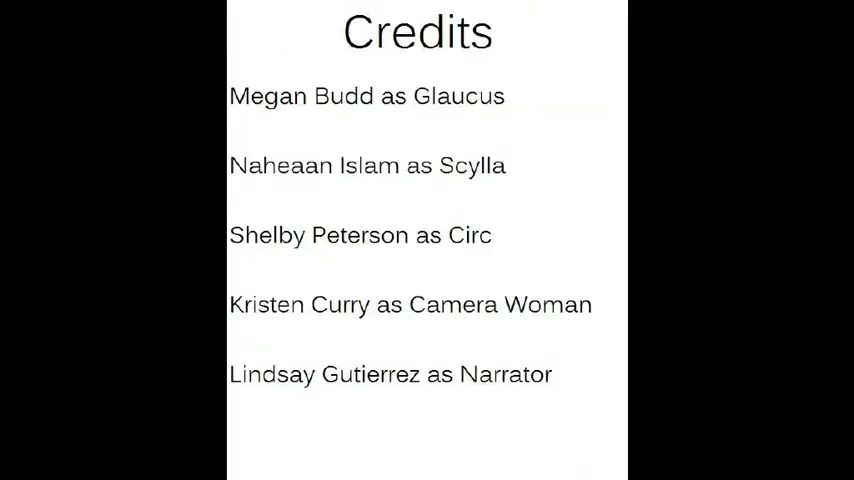 Credits
Megan Budd as Glaucus
Naheaan Islam as Scylla
Shelby Peterson as Circ
Kristen Curry as Camera Woman
Lindsay Gutierrez as Narrator